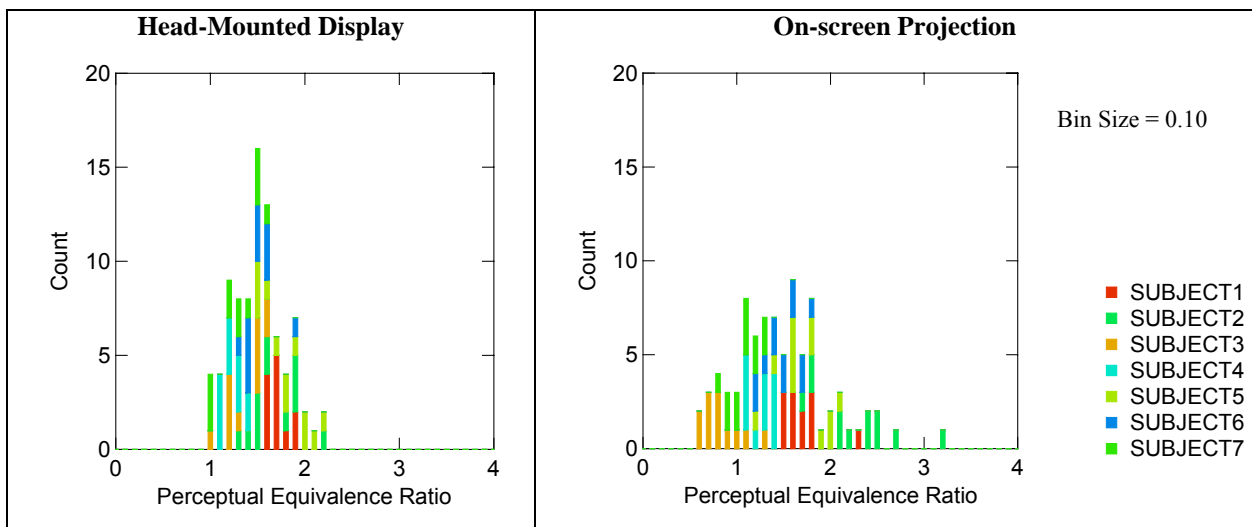 Head-Mounted Display
20
15
10
5
0
Count
0 1 2 3 4
Perceptual Equivalence Ratio
On-screen Projection
20
15
10
5
0
Count
0 1 2 3 4
Perceptual Equivalence Ratio
Bin Size = 0.10
SUBJECT1
SUBJECT2
SUBJECT3
SUBJECT4
SUBJECT5
SUBJECT6
SUBJECT7